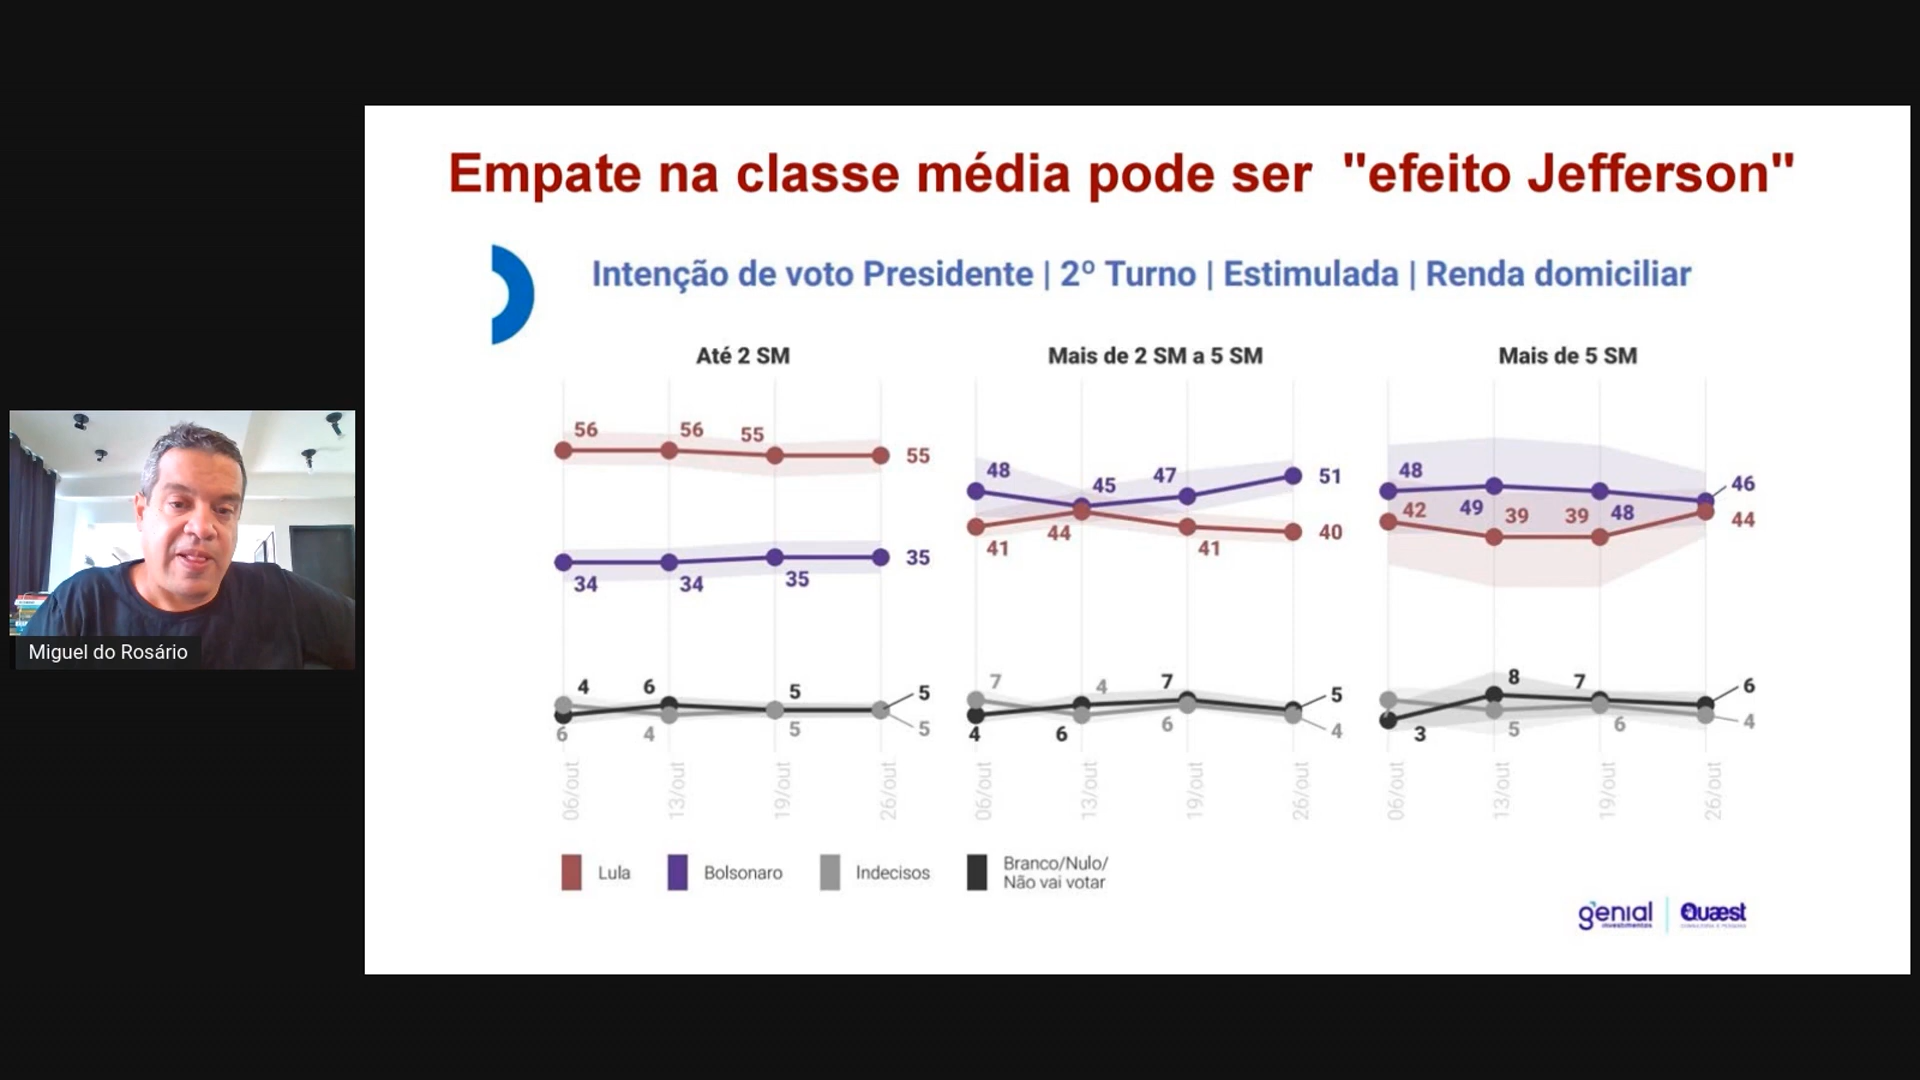 Empate na classe média pode ser "efeito Jefferson"
Intenção de voto Presidente | 2º Turno | Estimulada | Renda domiciliar
Até 2 SM
56 56 55 55
34 34 35 35
4 6 5 5
6 4 5 5
06/out 13/out 19/out 26/out
Mais de 2 SM a 5 SM
48 45 47 51
41 44 41 40
7 4 7 5
4 6 6 4
06/out 13/out 19/out 26/out
Mais de 5 SM
48 49 48 46
42 39 39 44
8 7 6
3 5 6 4
06/out 13/out 19/out 26/out
Lula
Bolsonaro
Indecisos
Branco/Nulo/
Não vai votar
genial
investimentos
Quæst
Miguel do Rosário